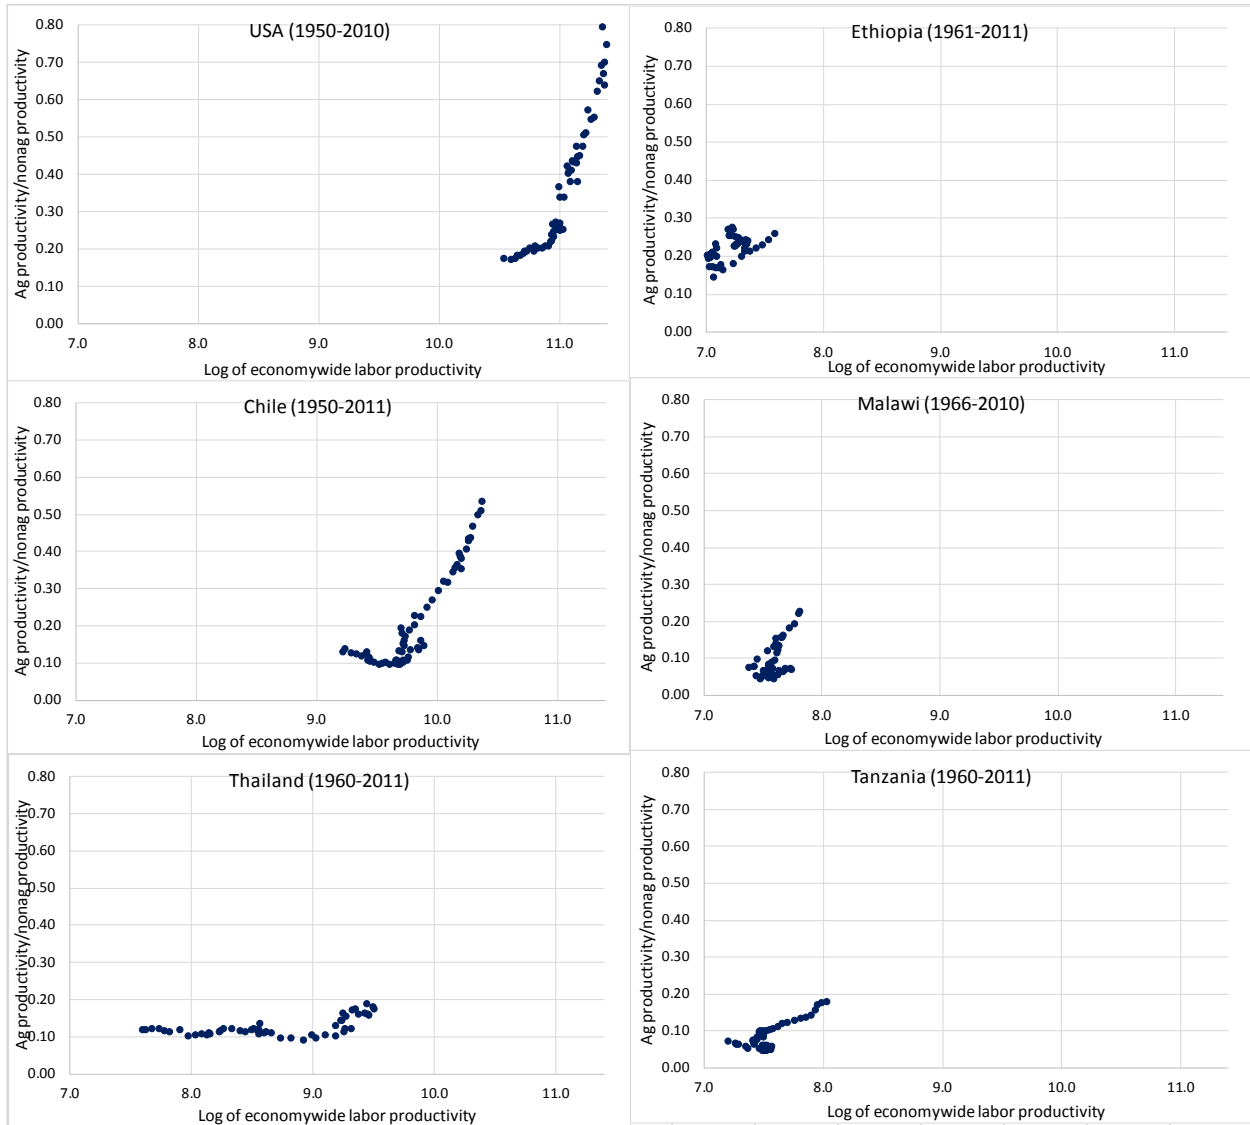 USA (1950-2010)
Ag productivity/nonag productivity
0.80
0.70
0.60
0.50
0.40
0.30
0.20
0.10
0.00
7.0 8.0 9.0 10.0 11.0
Log of economywide labor productivity
Ethiopia (1961-2011)
Ag productivity/nonag productivity
0.80
0.70
0.60
0.50
0.40
0.30
0.20
0.10
0.00
7.0 8.0 9.0 10.0 11.0
Log of economywide labor productivity
Chile (1950-2011)
Ag productivity/nonag productivity
0.80
0.70
0.60
0.50
0.40
0.30
0.20
0.10
0.00
7.0 8.0 9.0 10.0 11.0
Log of economywide labor productivity
Malawi (1966-2010)
Ag productivity/nonag productivity
0.80
0.70
0.60
0.50
0.40
0.30
0.20
0.10
0.00
7.0 8.0 9.0 10.0 11.0
Log of economywide labor productivity
Thailand (1960-2011)
Ag productivity/nonag productivity
0.80
0.70
0.60
0.50
0.40
0.30
0.20
0.10
0.00
7.0 8.0 9.0 10.0 11.0
Log of economywide labor productivity
Tanzania (1960-2011)
Ag productivity/nonag productivity
0.80
0.70
0.60
0.50
0.40
0.30
0.20
0.10
0.00
7.0 8.0 9.0 10.0 11.0
Log of economywide labor productivity